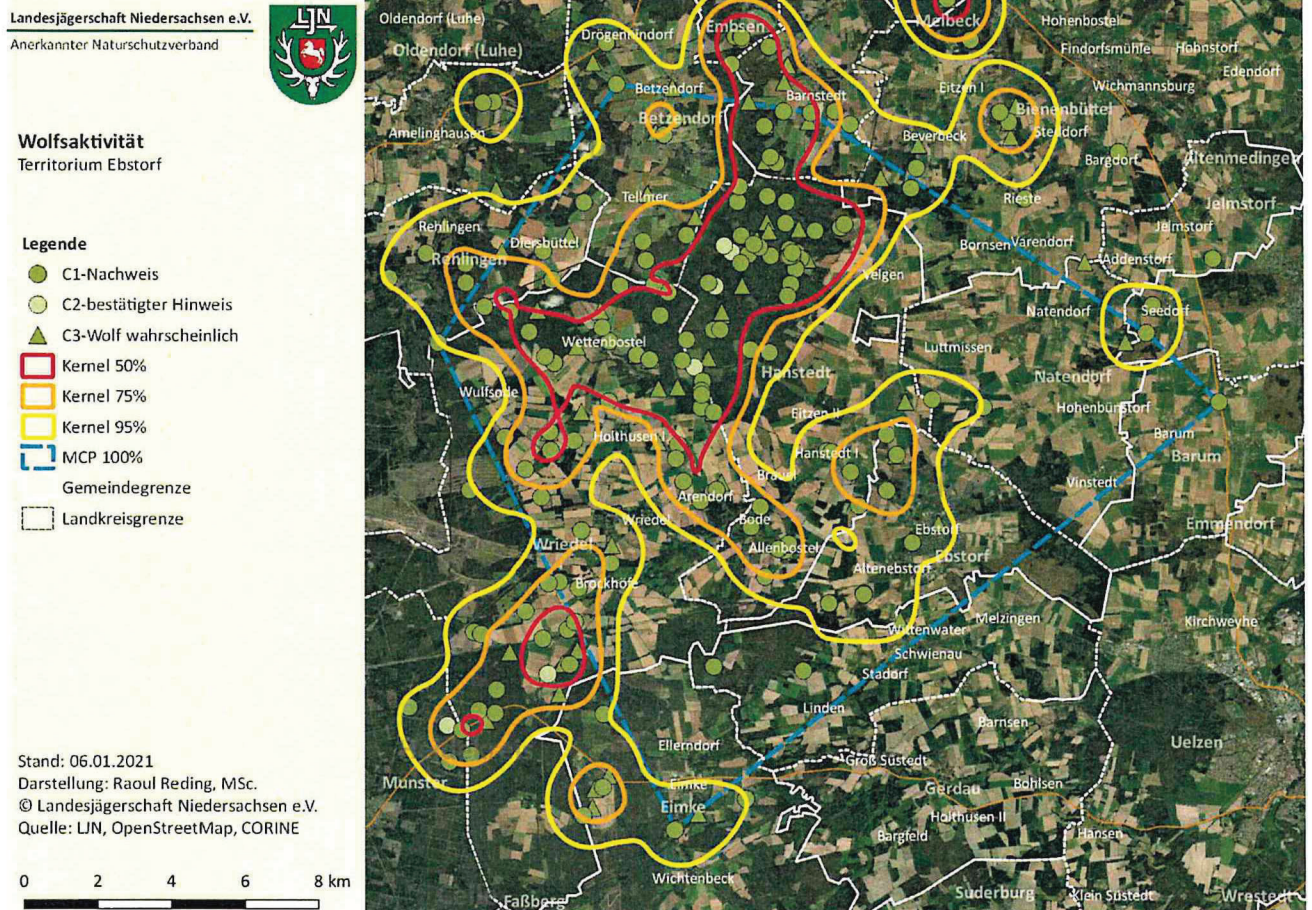 Landesjägerschaft Niedersachsen e.V.
Anerkannter Naturschutzverband
LJN
Wolfsaktivität
Territorium Ebstorf
Legende
C1-Nachweis
C2-bestätigter Hinweis
C3-Wolf wahrscheinlich
Kernel 50%
Kernel 75%
Kernel 95%
MCP 100%
Gemeindegrenze
Landkreisgrenze
Stand: 06.01.2021
Darstellung: Raoul Reding, MSc.
© Landesjägerschaft Niedersachsen e.V.
Quelle: LJN, OpenStreetMap, CORINE
0 2 4 6 8 km
Oldendorf (Luhe)
Drögennindorf
Embsen
Melbeck
Hohenbostel
Oldendorf (Luhe)
Findorfsmühle
Hohnstorf
Edendorf
Wichmannsburg
Betzendorf
Barnstedt
Eitzen I
Bienenbüttel
Betzendorf
Steddorf
Amelinghausen
Beverbeck
Bargdorf
Altenmedingen
Tellmer
Rieste
Jelmstorf
Rehlingen
Jelmstorf
Diersbüttel
Bornsen
Varendorf
Rehlingen
Addenstorf
Velgen
Natendorf
Seedorf
Wettenbostel
Luttmissen
Hanstedt
Natendorf
Wulfsode
Hohenbünstorf
Eitzen II
Barum
Holthusen I
Hanstedt I
Barum
Brauel
Vinstedt
Arendorf
Wriedel
Bode
Emmendorf
Ebstorf
Wriedel
Allenbostel
Ebstorf
Altenebstorf
Brockhöfe
Melzingen
Kirchweyhe
Wittenwater
Schwienau
Stadorf
Linden
Barnsen
Uelzen
Ellerndorf
Groß Süstedt
Munster
Eimke
Gerdau
Bohlsen
Eimke
Holthusen II
Bargfeld
Hansen
Wichtenbeck
Suderburg
Klein Süstedt
Wrestedt
Faßberg